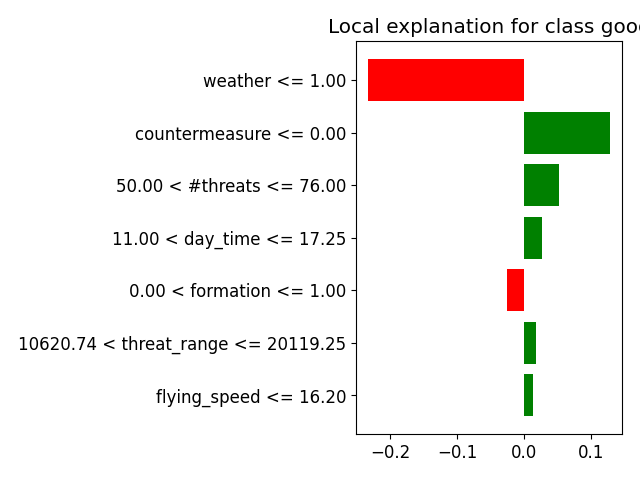 Local explanation for class good
weather <= 1.00
countermeasure <= 0.00
50.00 < #threats <= 76.00
11.00 < day_time <= 17.25
0.00 < formation <= 1.00
10620.74 < threat_range <= 20119.25
flying_speed <= 16.20
−0.2 −0.1 0.0 0.1